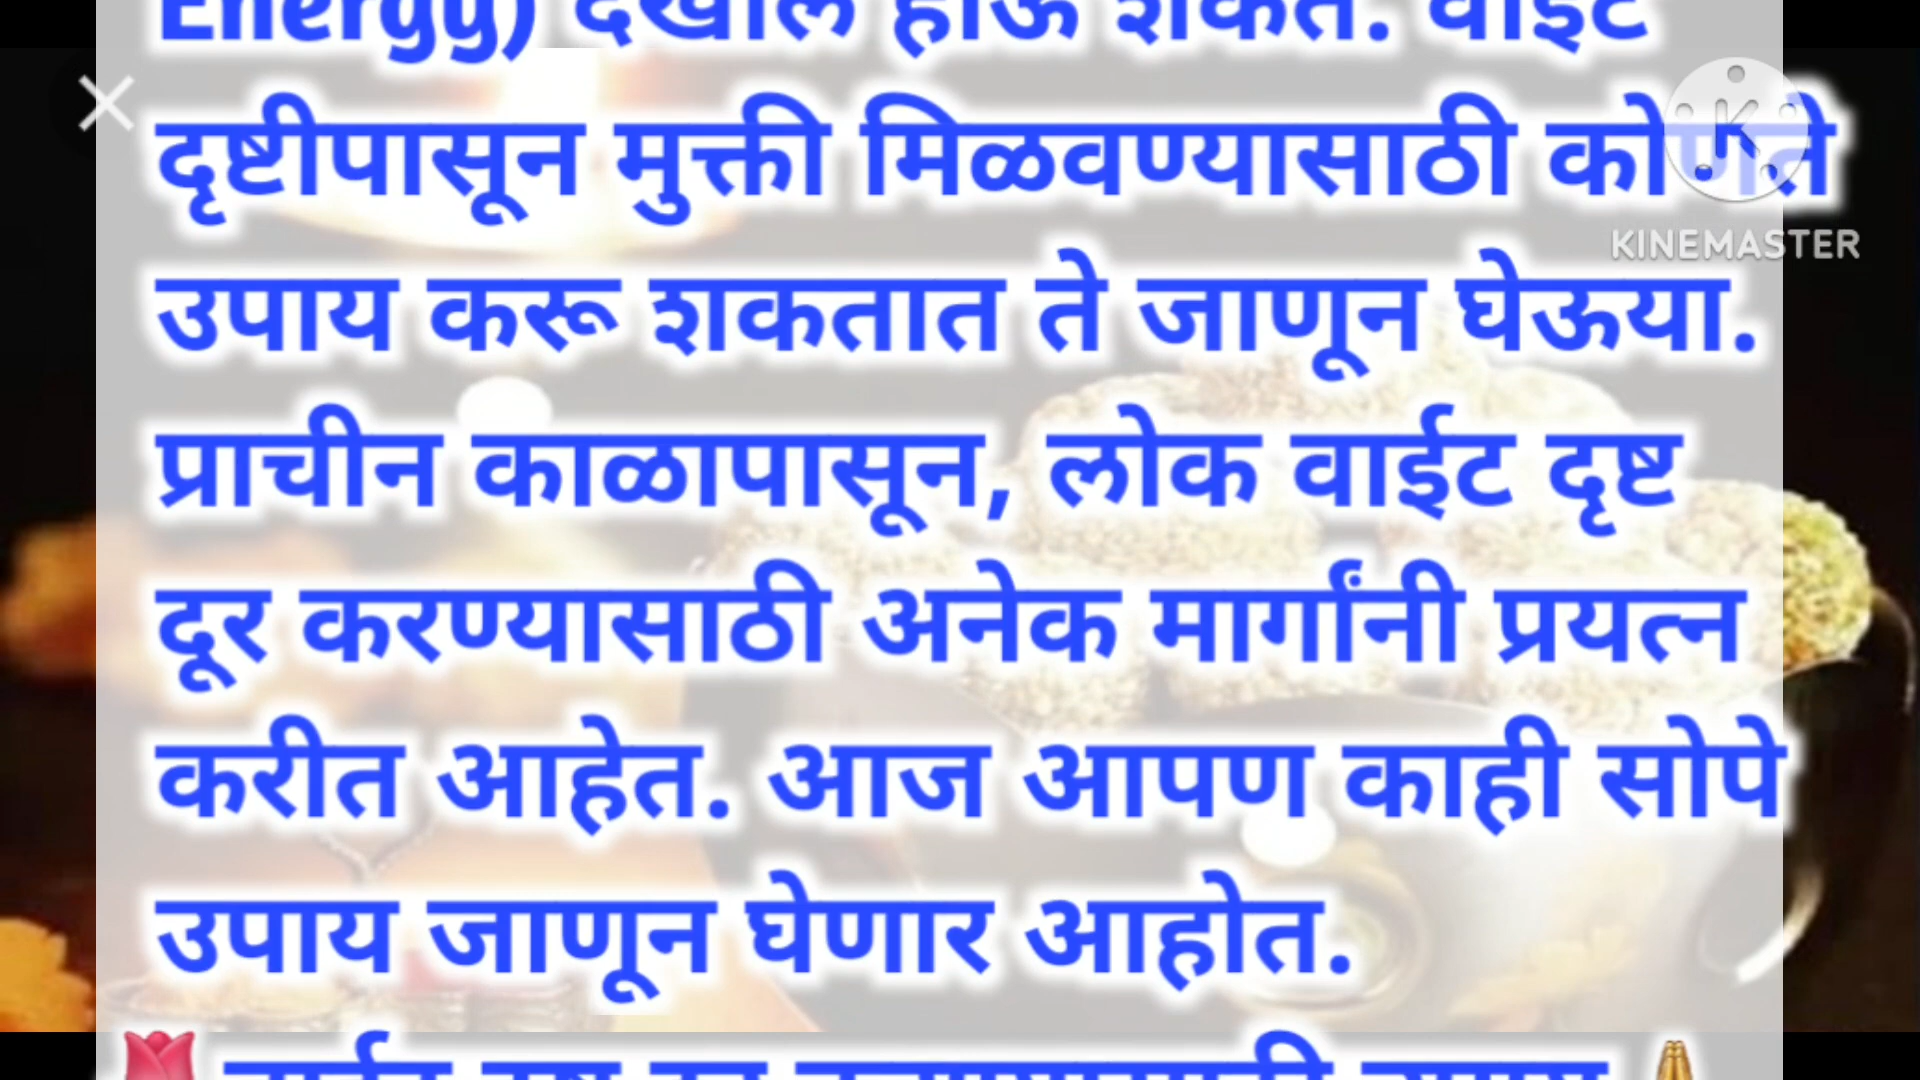 Energy) देखील होऊ शकते. वाईट
दृष्टीपासून मुक्ती मिळवण्यासाठी कोणते
KINEMASTER
उपाय करू शकतात ते जाणून घेऊया.
प्राचीन काळापासून, लोक वाईट दृष्ट
दूर करण्यासाठी अनेक मार्गांनी प्रयत्न
करीत आहेत. आज आपण काही सोपे
उपाय जाणून घेणार आहोत.